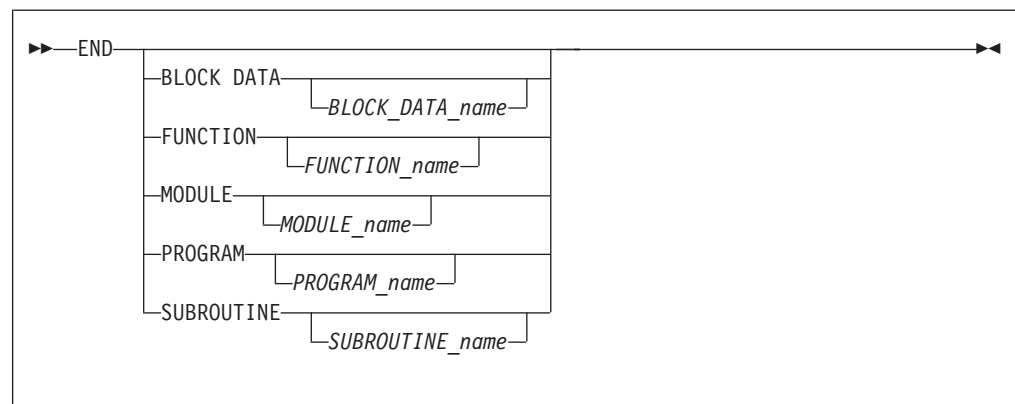 END
BLOCK DATA
BLOCK_DATA_name
FUNCTION
FUNCTION_name
MODULE
MODULE_name
PROGRAM
PROGRAM_name
SUBROUTINE
SUBROUTINE_name